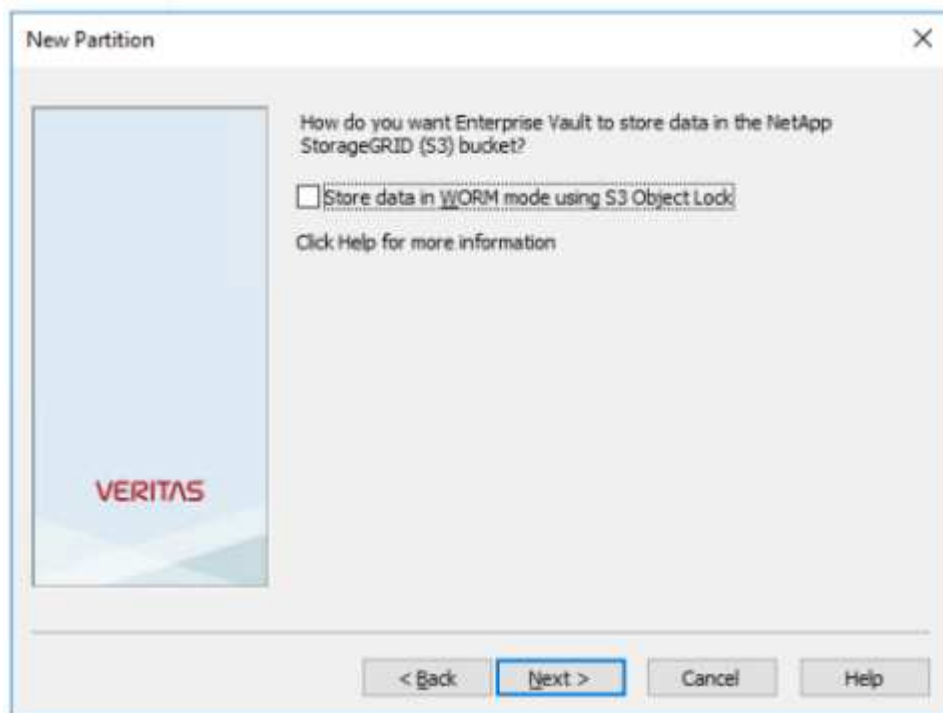 New Partition
How do you want Enterprise Vault to store data in the NetApp
StorageGRID (S3) bucket?
Store data in WORM mode using S3 Object Lock
Click Help for more information
VERITAS
< Back
Next >
Cancel
Help